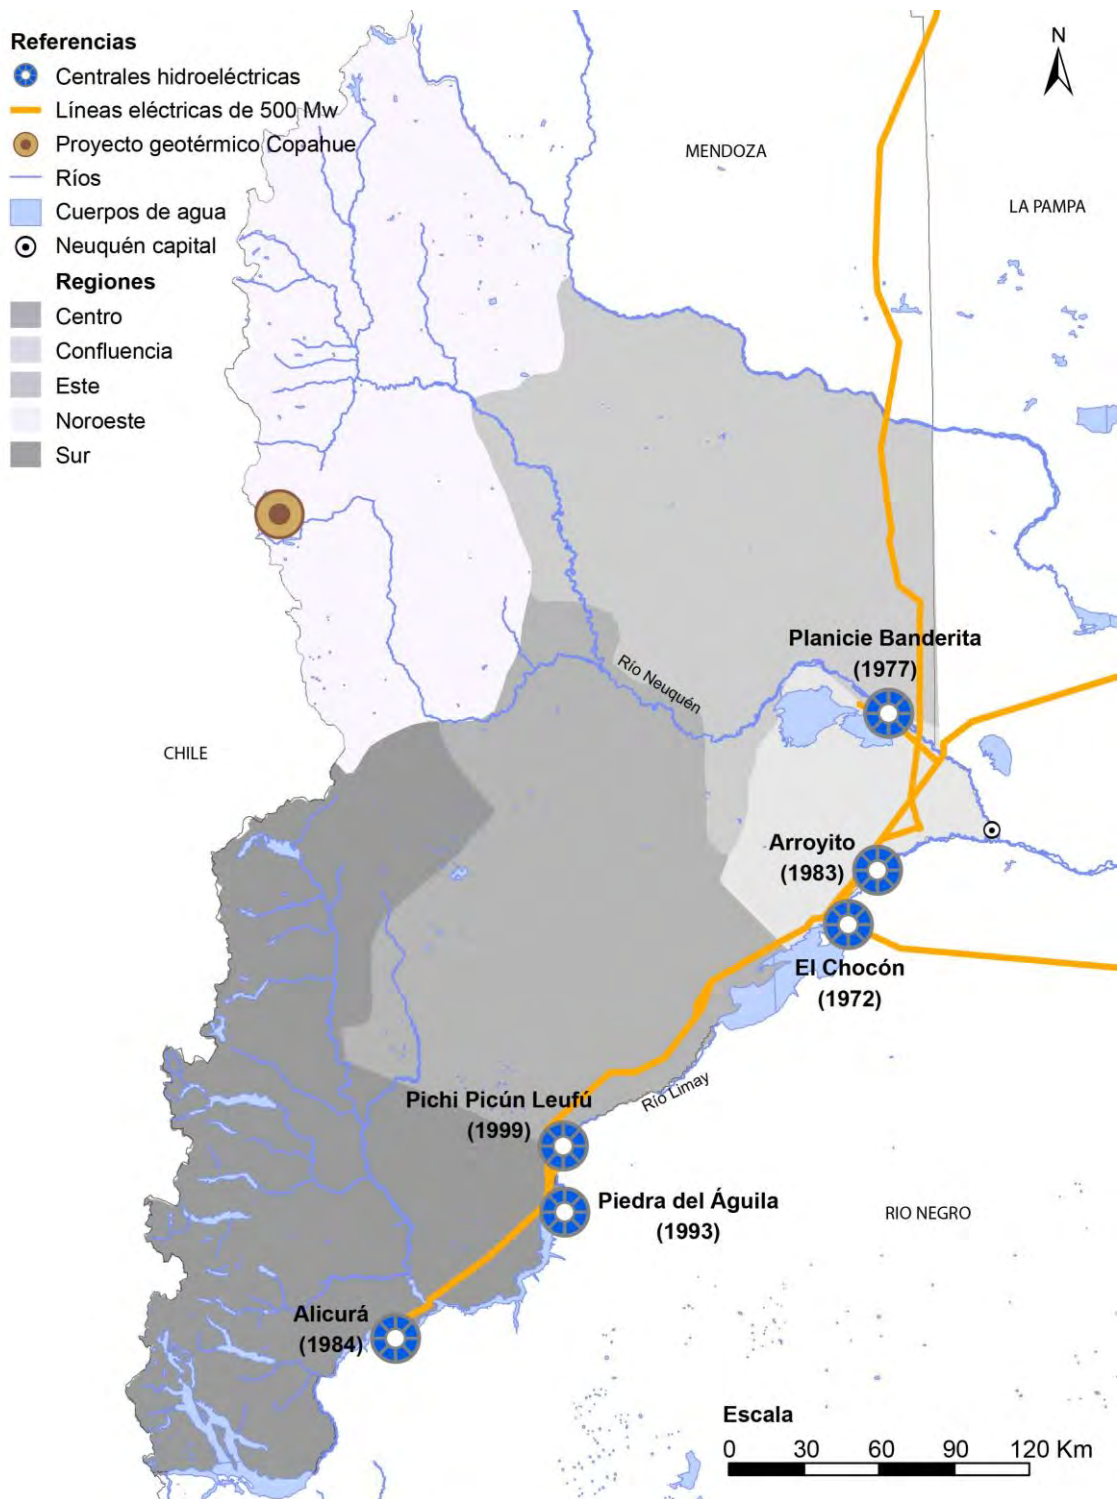 Referencias
Centrales hidroeléctricas
Líneas eléctricas de 500 Mw
Proyecto geotérmico Copahue
Ríos
Cuerpos de agua
Neuquén capital
Regiones
Centro
Confluencia
Este
Noroeste
Sur
N
MENDOZA
LA PAMPA
Planicie Banderita
(1977)
Río Neuquén
CHILE
Arroyito
(1983)
El Chocón
(1972)
Río Limay
Pichi Picún Leufú
(1999)
Piedra del Águila
(1993)
RIO NEGRO
Alicurá
(1984)
Escala
0 30 60 90 120 Km